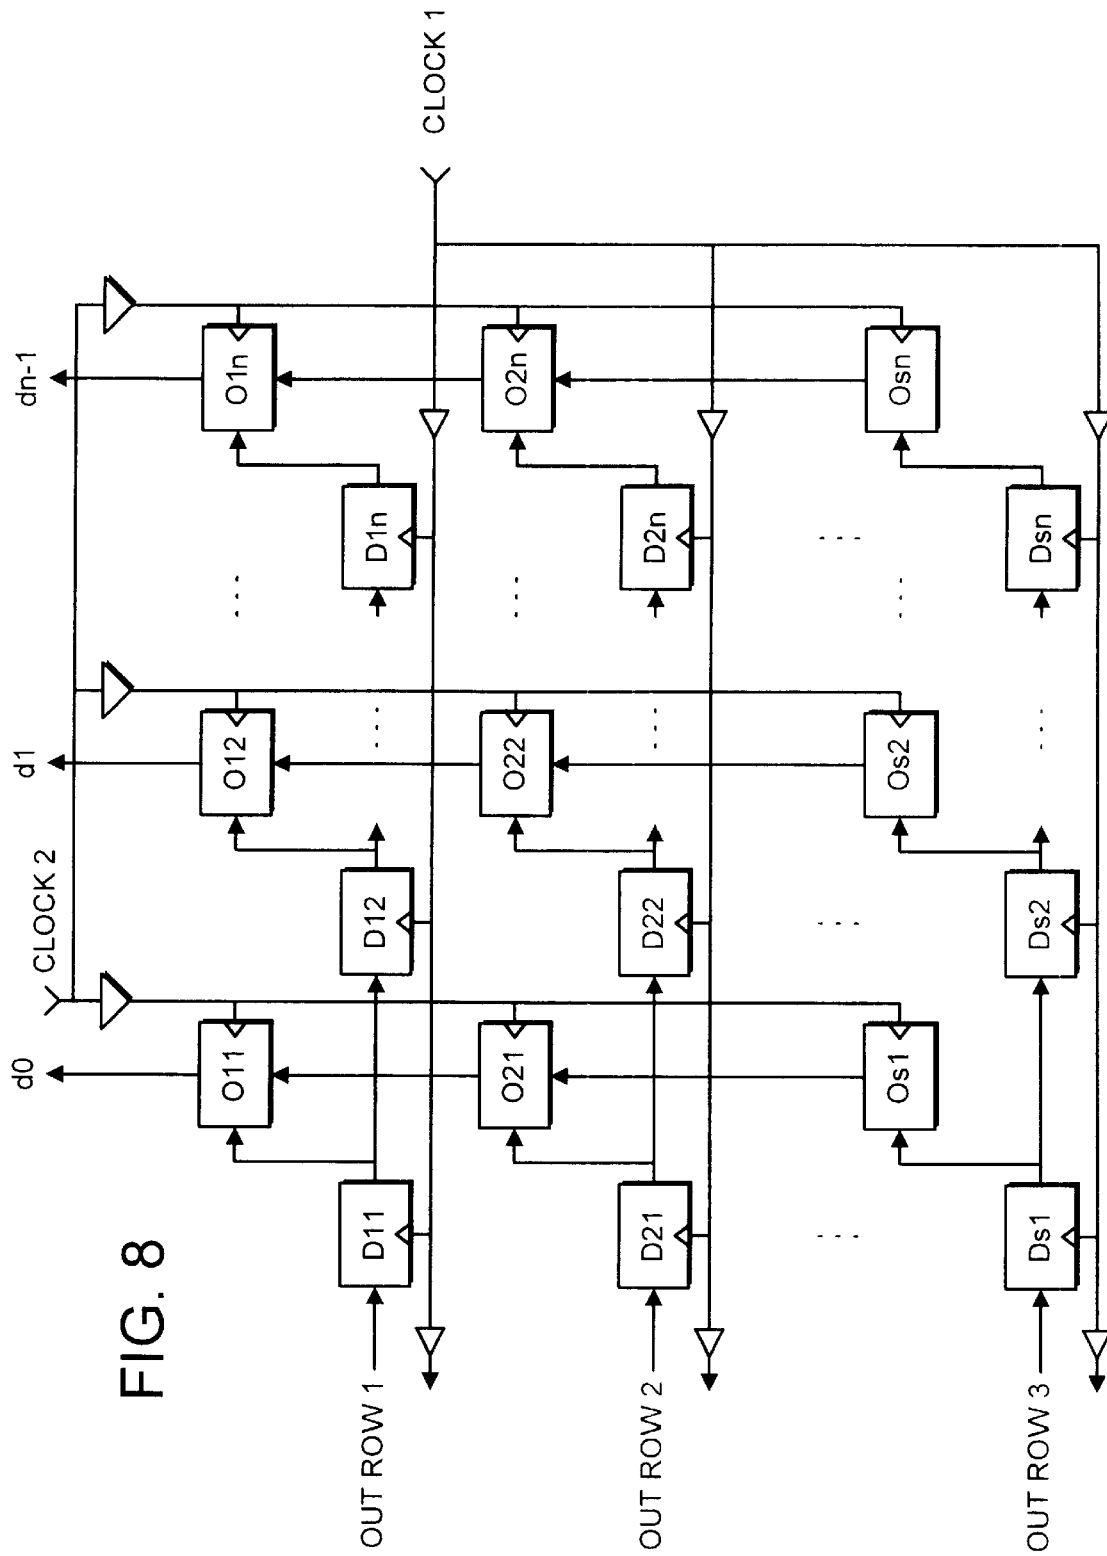 FIG. 8
CLOCK 2
CLOCK 1
d0
d1
dn-1
O11
O12
O1n
D11
D12
D1n
OUT ROW 1
O21
O22
O2n
D21
D22
D2n
OUT ROW 2
Os1
Os2
Osn
Ds1
Ds2
Dsn
OUT ROW 3